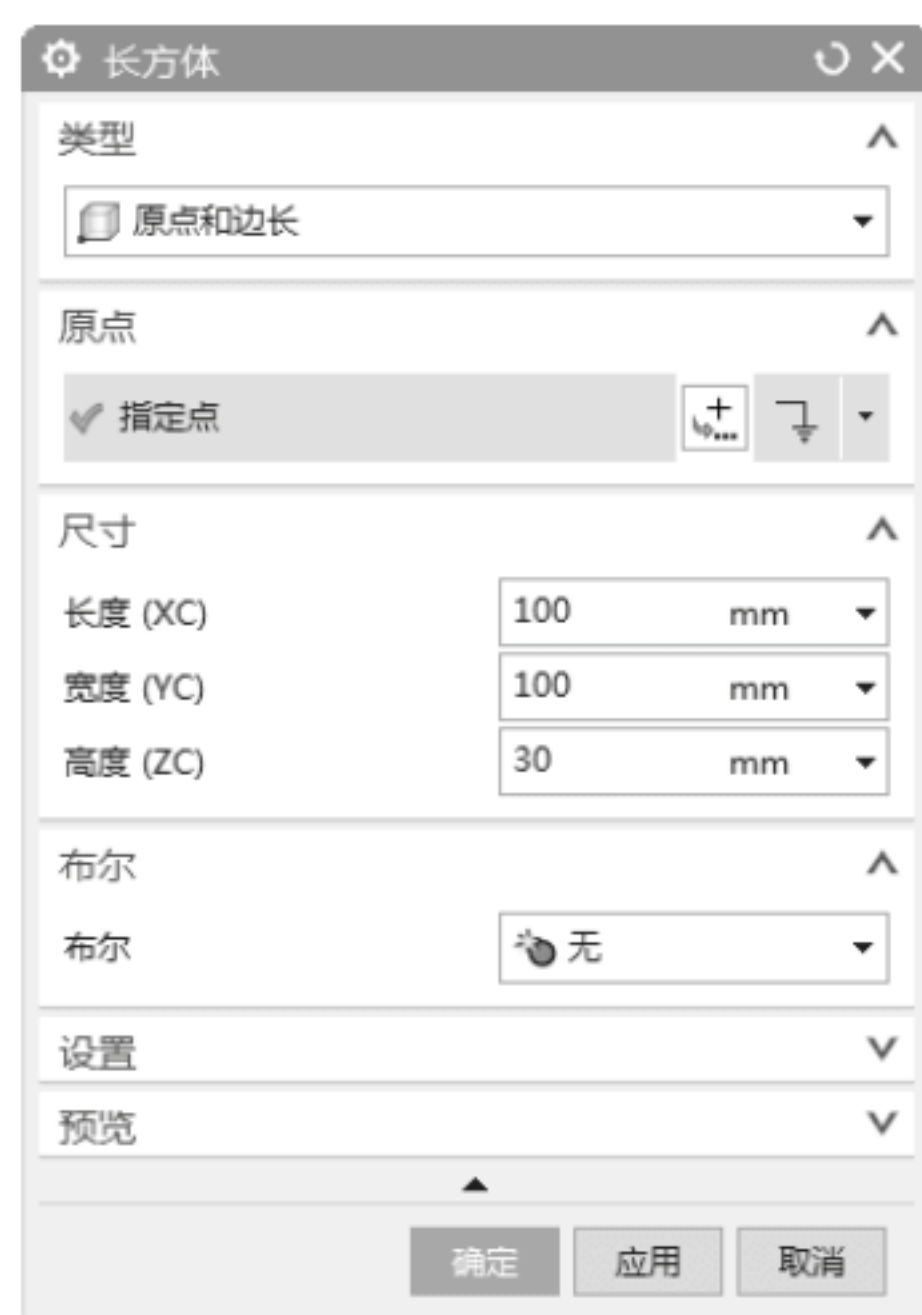 长方体
类型
原点和边长
原点
指定点
尺寸
长度 (XC) 100 mm
宽度 (YC) 100 mm
高度 (ZC) 30 mm
布尔
布尔 无
设置
预览
确定 应用 取消